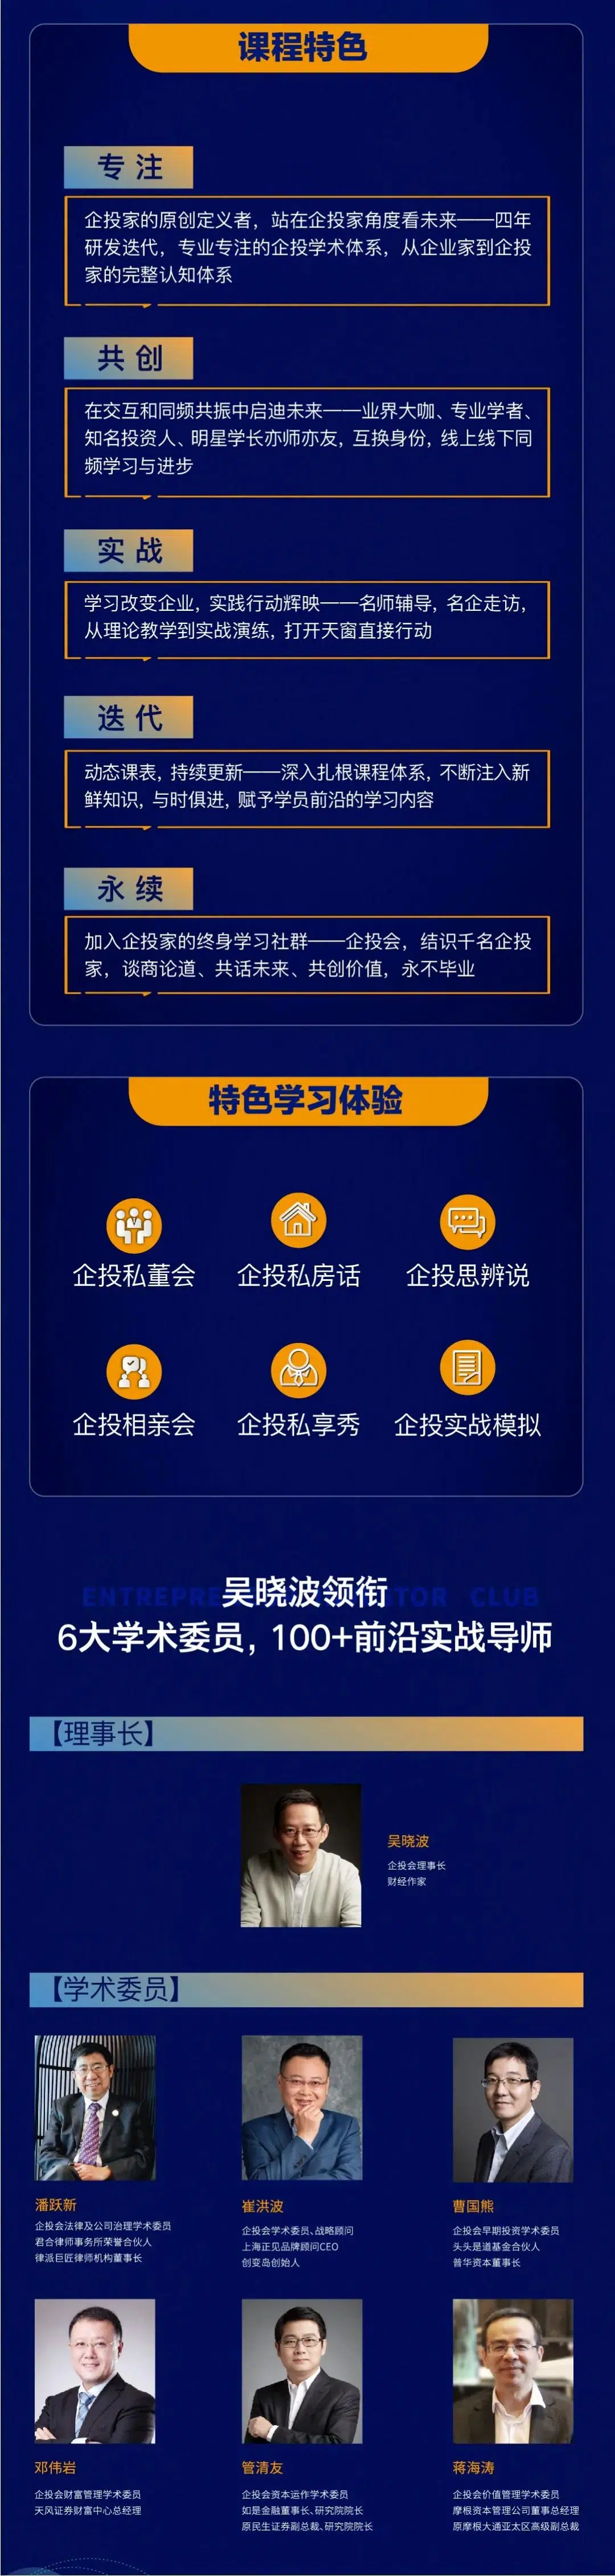 课程特色
专注
企投家的原创定义者，站在企投家角度看未来——四年
研发迭代，专业专注的企投学术体系，从企业家到企投
家的完整认知体系
共创
在交互和同频共振中启迪未来——业界大咖、专业学者、
知名投资人、明星学长亦师亦友，互换身份，线上线下同
频学习与进步
实战
学习改变企业，实践行动辉映——名师辅导，名企走访，
从理论教学到实战演练，打开天窗直接行动
迭代
动态课表，持续更新——深入扎根课程体系，不断注入新
鲜知识，与时俱进，赋予学员前沿的学习内容
永续
加入企投家的终身学习社群——企投会，结识千名企投
家，谈商论道、共话未来、共创价值，永不毕业
特色学习体验
企投私董会 企投私房话 企投思辨说
企投相亲会 企投私享秀 企投实战模拟
吴晓波领衔
6大学术委员，100+前沿实战导师
【理事长】
吴晓波
企投会理事长
财经作家
【学术委员】
潘跃新
企投会法律及公司治理学术委员
君合律师事务所荣誉合伙人
律派巨匠律师机构董事长
崔洪波
企投会学术委员、战略顾问
上海正见品牌顾问CEO
创变岛创始人
曹国熊
企投会早期投资学术委员
头头是道基金合伙人
普华资本董事长
邓伟岩
企投会财富管理学术委员
天风证券财富中心总经理
管清友
企投会资本运作学术委员
如是金融董事长、研究院院长
原民生证券副总裁、研究院院长
蒋海涛
企投会价值管理学术委员
摩根资本管理公司董事总经理
原摩根大通亚太区高级副总裁